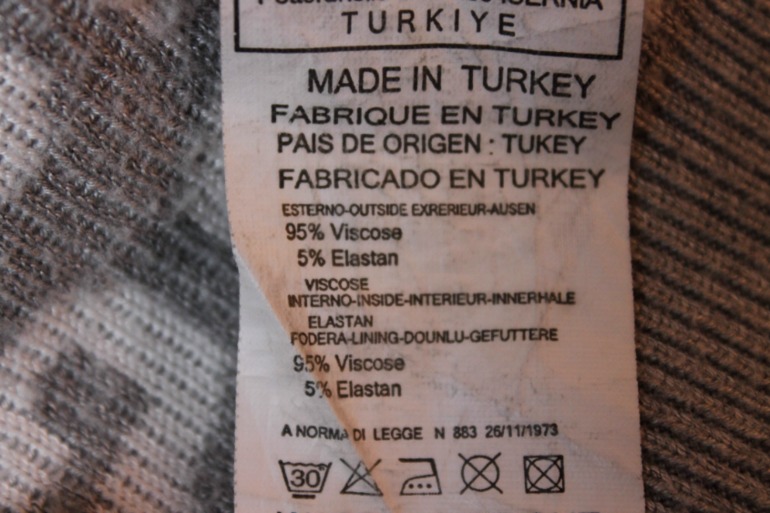 TURKIYE
MADE IN TURKEY
FABRIQUE EN TURKEY
PAIS DE ORIGEN : TUKEY
FABRICADO EN TURKEY
ESTERNO-OUTSIDE EXRERIEUR-AUSEN
95% Viscose
5% Elastan
VISCOSE
INTERNO-INSIDE-INTERIEUR-INNERHALE
ELASTAN
FODERA-LINING-DOUNLU-GEFUTTERE
95% Viscose
5% Elastan
A NORMA DI LEGGE N 883 26/11/1973
30